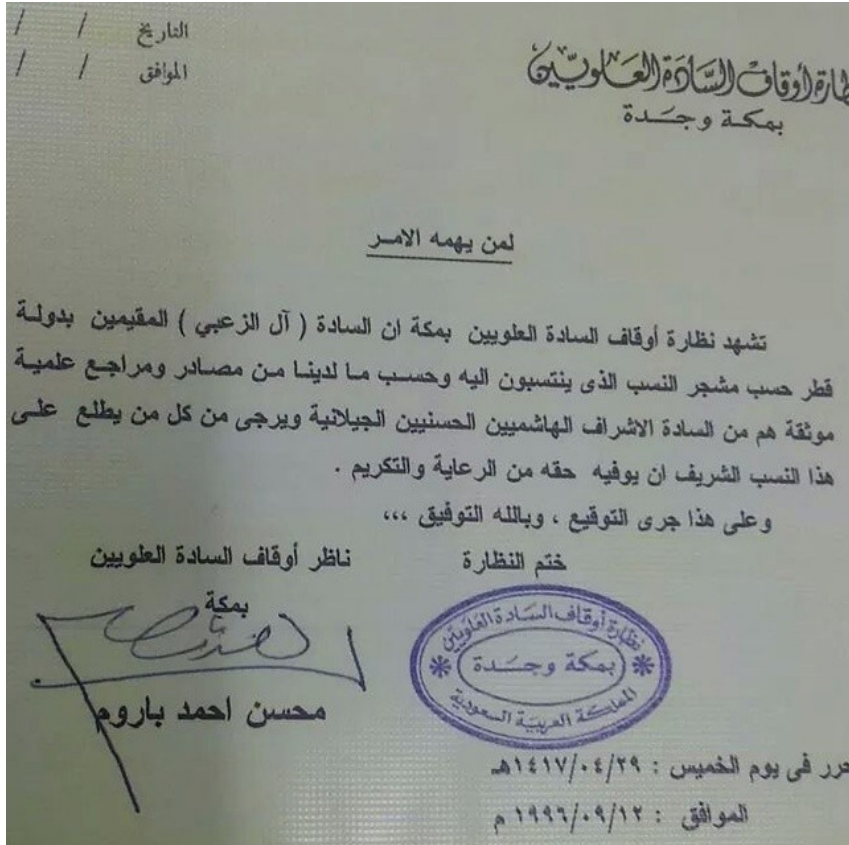 نظارة أوقاف السادة العلويين
بمكة وجدة
التاريخ / /
الموافق / /
لمن يهمه الامر
تشهد نظارة أوقاف السادة العلويين بمكة ان السادة ( آل الزعبي ) المقيمين بدولة
قطر حسب مشجر النسب الذى ينتسبون اليه وحسب ما لدينا من مصادر ومراجع علمية
موثقة هم من السادة الاشراف الهاشميين الحسنيين الجيلانية ويرجى من كل من يطلع على
هذا النسب الشريف ان يوفيه حقه من الرعاية والتكريم .
وعلى هذا جرى التوقيع ، وبالله التوفيق ،،،
ختم النظارة
ناظر أوقاف السادة العلويين
بمكة
نظارة أوقاف السادة العلويين
بمكة وجدة
المملكة العربية السعودية
محسن احمد باروم
حرر فى يوم الخميس : ١٤١٧/٠٤/٢٩هـ
الموافق : ١٩٩٦/٠٩/١٢ م